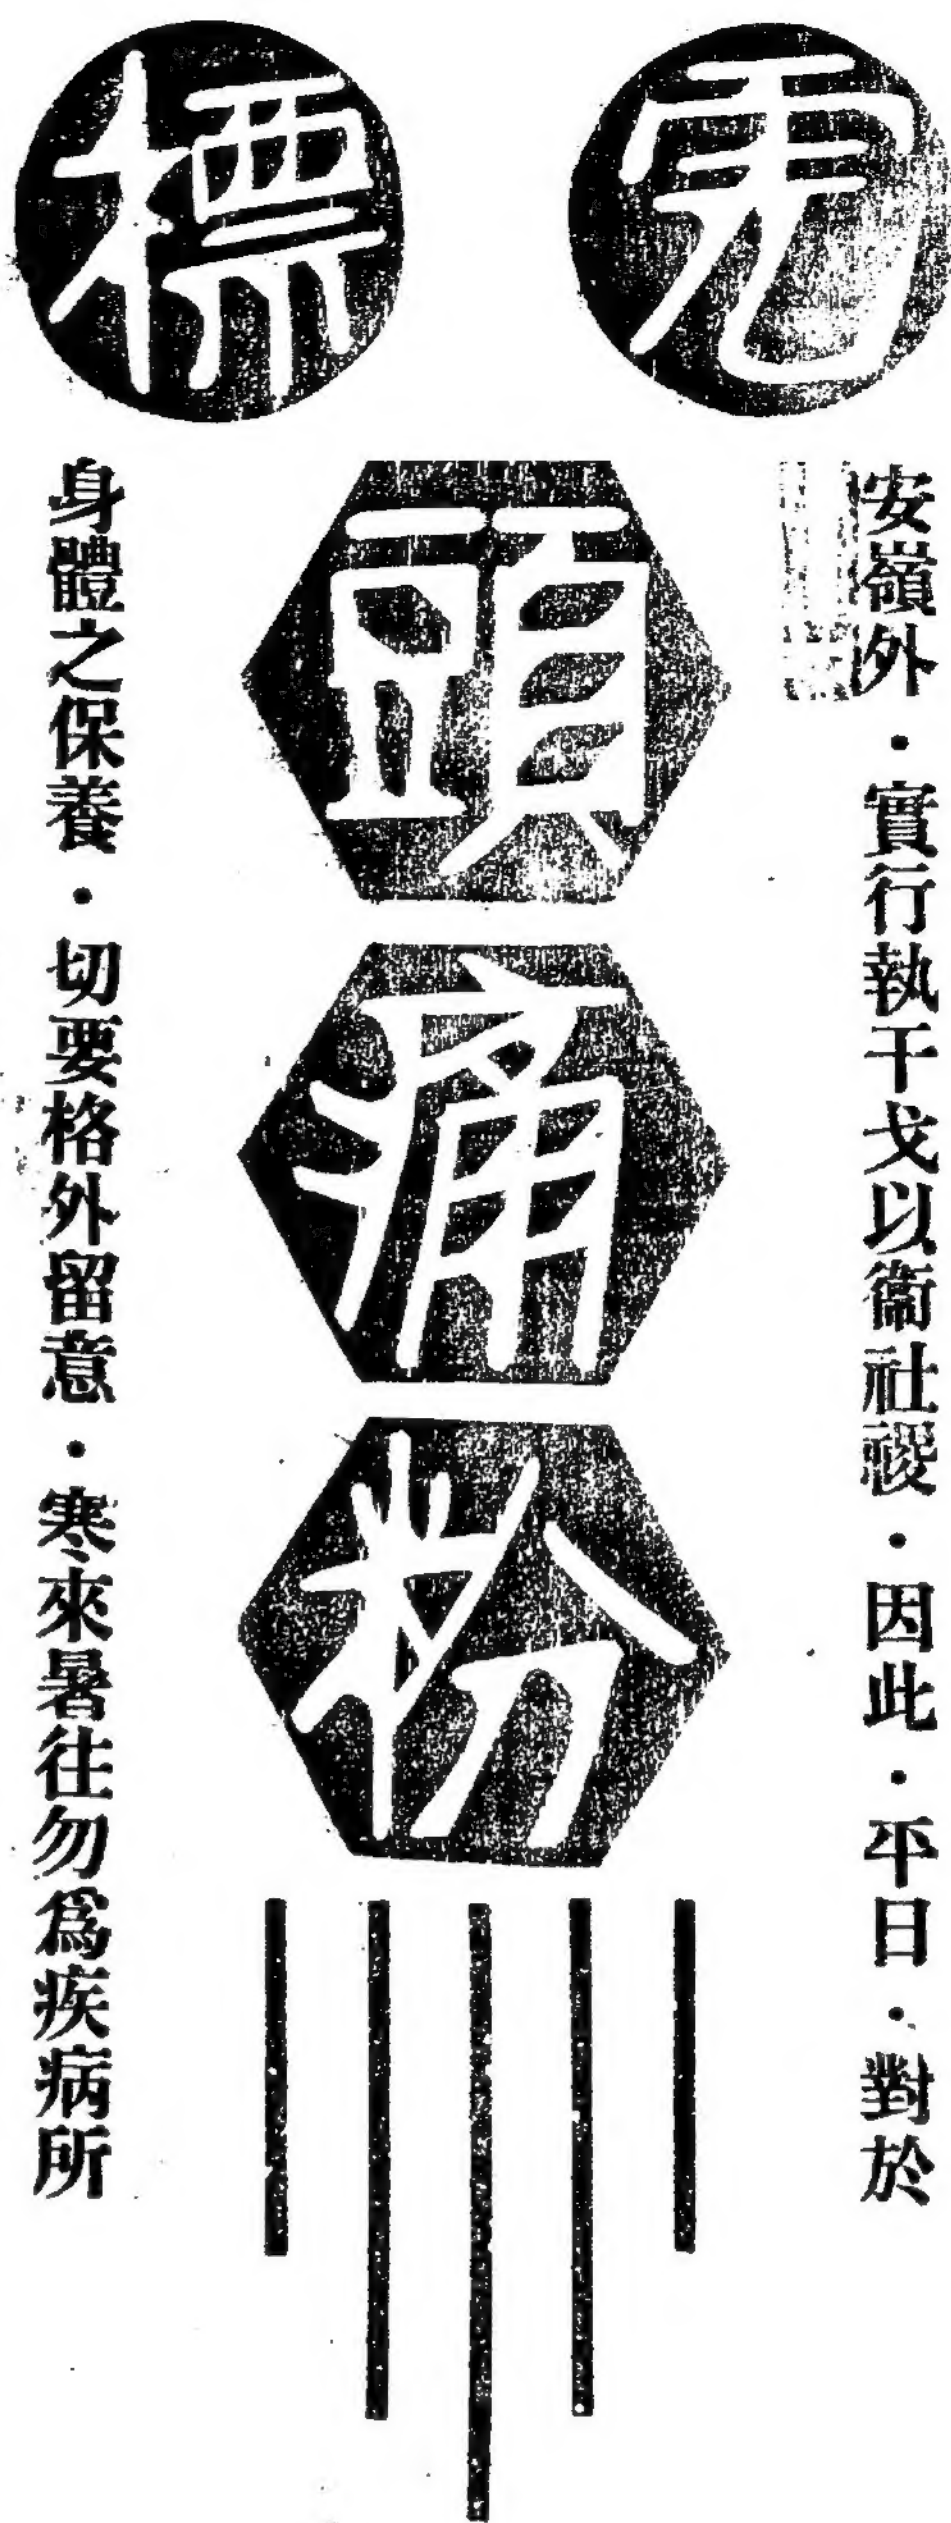 虎標
頭痛粉
安嶺外・實行執干戈以衞社稷・因此・平日・對於
身體之保養・切要格外留意・寒來暑往勿爲疾病所